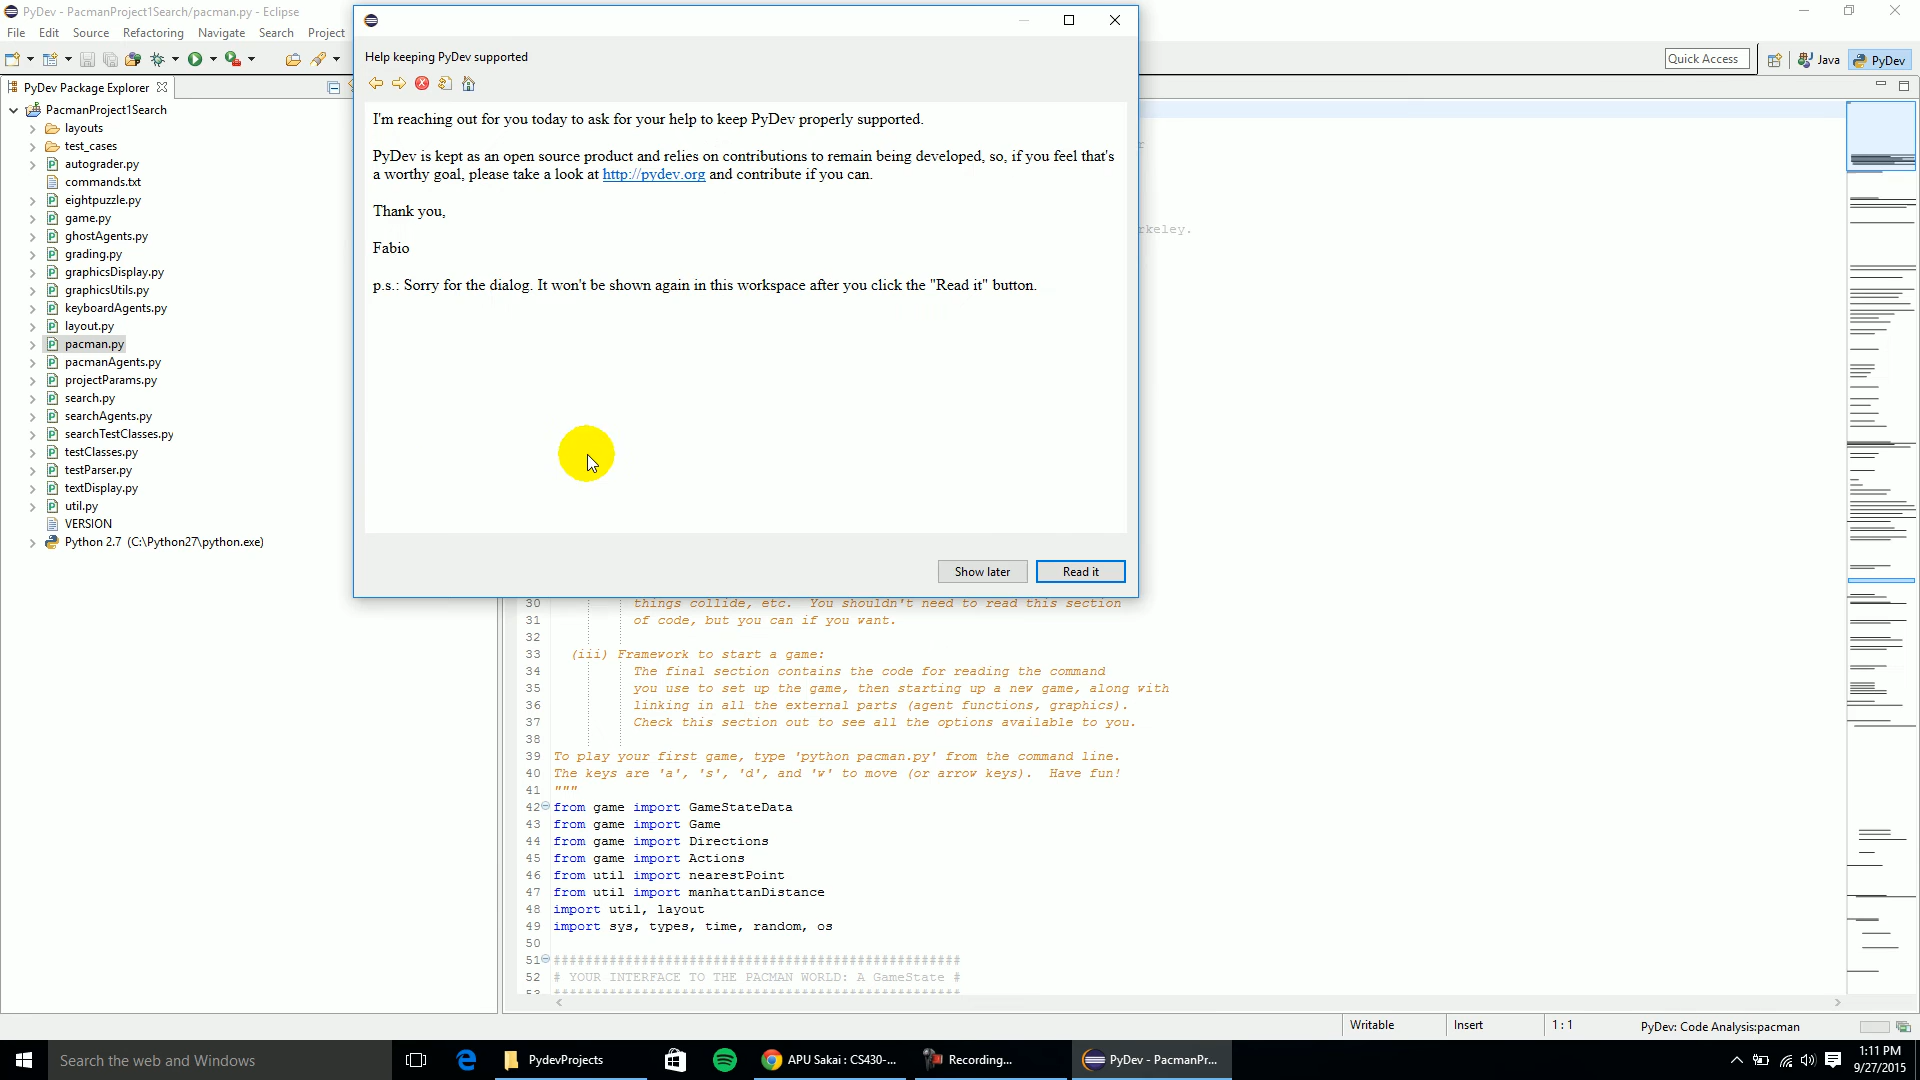 PyDev - PacmanProject1Search/pacman.py - Eclipse
File Edit Source Refactoring Navigate Search Project
Quick Access
Java
PyDev
PyDev Package Explorer
PacmanProject1Search
layouts
test_cases
autograder.py
commands.txt
eightpuzzle.py
game.py
ghostAgents.py
grading.py
graphicsDisplay.py
graphicsUtils.py
keyboardAgents.py
layout.py
pacman.py
pacmanAgents.py
projectParams.py
search.py
searchAgents.py
searchTestClasses.py
testClasses.py
testParser.py
textDisplay.py
util.py
VERSION
Python 2.7 (C:\Python27\python.exe)
Help keeping PyDev supported
I'm reaching out for you today to ask for your help to keep PyDev properly supported.
PyDev is kept as an open source product and relies on contributions to remain being developed, so, if you feel that's
a worthy goal, please take a look at http://pydev.org and contribute if you can.
Thank you,
Fabio
p.s.: Sorry for the dialog. It won't be shown again in this workspace after you click the "Read it" button.
Show later
Read it
rkeley.
30 things collide, etc. You shouldn't need to read this section
31 of code, but you can if you want.
32
33 (iii) Framework to start a game:
34 The final section contains the code for reading the command
35 you use to set up the game, then starting up a new game, along with
36 linking in all the external parts (agent functions, graphics).
37 Check this section out to see all the options available to you.
38
39 To play your first game, type 'python pacman.py' from the command line.
40 The keys are 'a', 's', 'd', and 'w' to move (or arrow keys). Have fun!
41 """
42 from game import GameStateData
43 from game import Game
44 from game import Directions
45 from game import Actions
46 from util import nearestPoint
47 from util import manhattanDistance
48 import util, layout
49 import sys, types, time, random, os
50
51 ###################################################
52 # YOUR INTERFACE TO THE PACMAN WORLD: A GameState #
53 ###################################################
Writable
Insert
1 : 1
PyDev: Code Analysis:pacman
Search the web and Windows
PydevProjects
APU Sakai : CS430-...
Recording...
PyDev - PacmanPr...
1:11 PM
9/27/2015